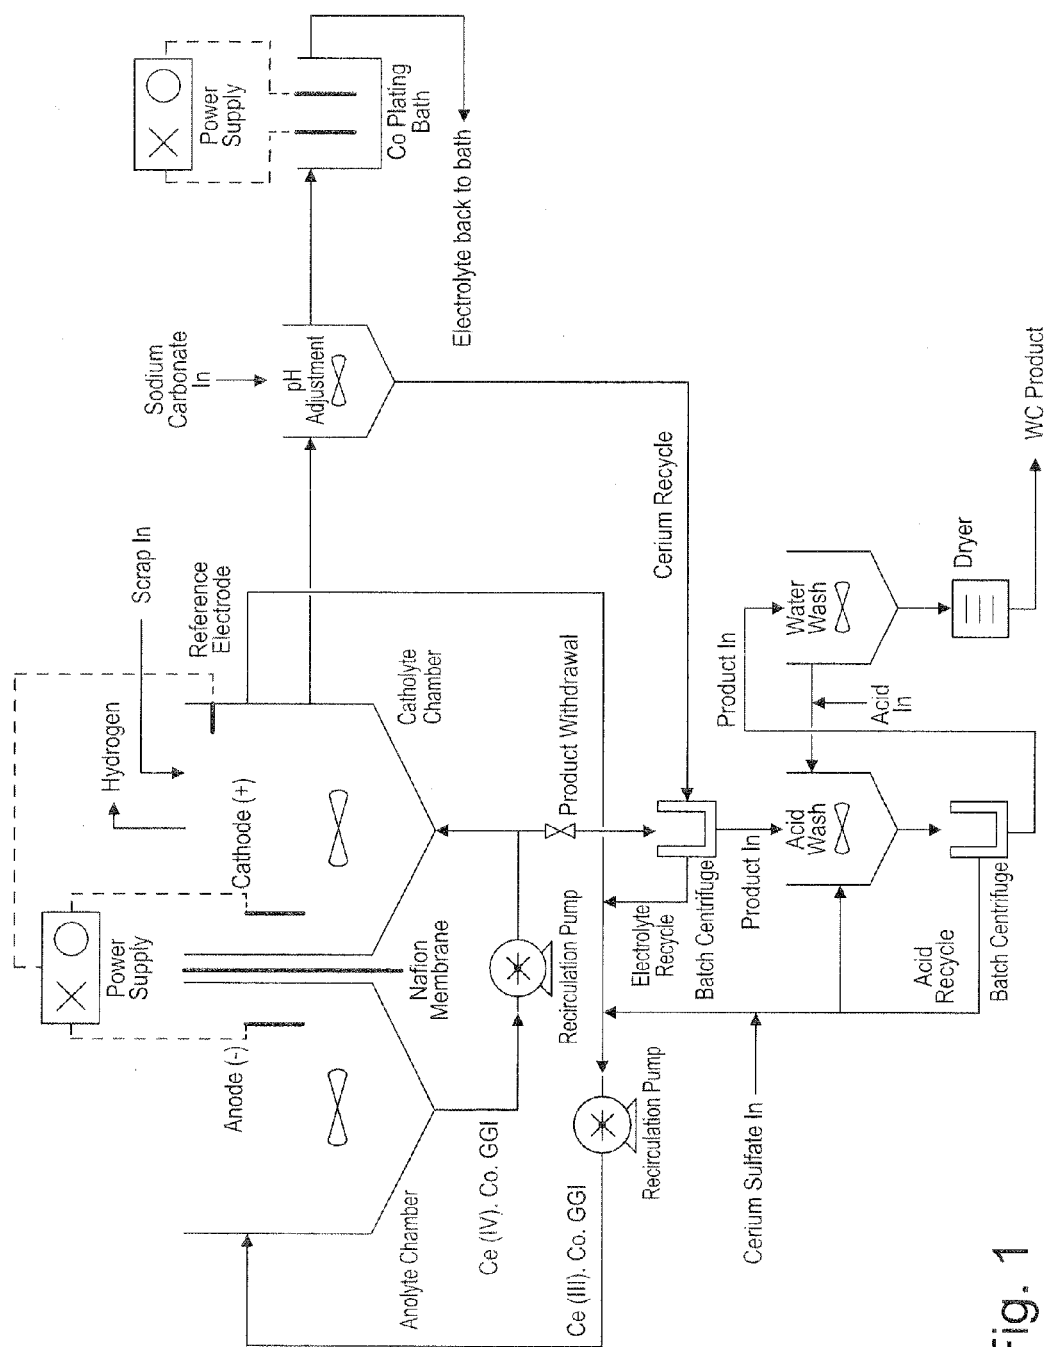 Power
Supply
Co Plating
Bath
Electrolyte back to bath
Sodium
Carbonate
In
pH
Adjustment
Cerium Recycle
Scrap In
Hydrogen
Reference
Electrode
Cathode (+)
Catholyte
Chamber
Power
Supply
Nafion
Membrane
Anode (-)
Anolyte Chamber
Ce (IV). Co. GGI
Recirculation Pump
Product Withdrawal
Ce (III). Co. GGI
Recirculation Pump
Electrolyte
Recycle
Batch Centrifuge
Product In
Acid
Wash
Product In
Water
Wash
Acid
In
Dryer
WC Product
Acid
Recycle
Batch Centrifuge
Cerium Sulfate In
Fig. 1